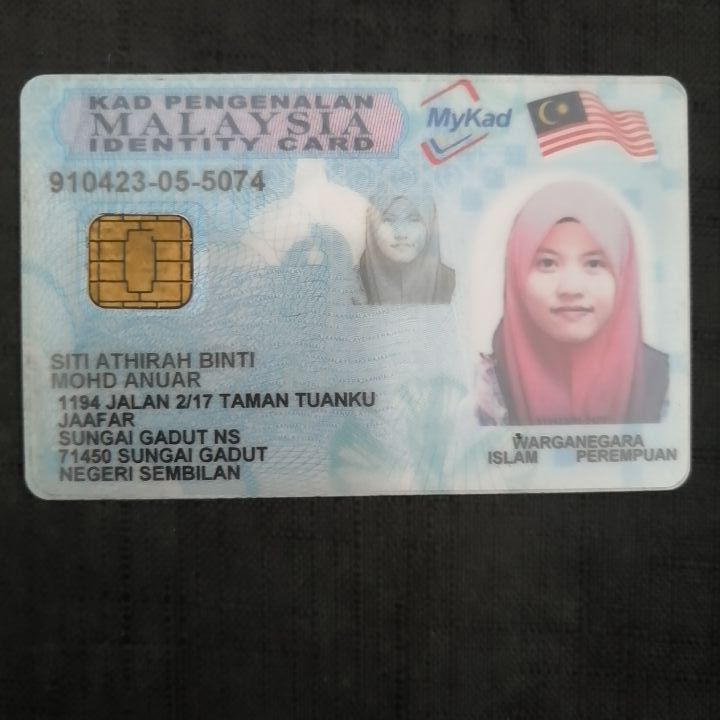 KAD PENGENALAN
MALAYSIA
IDENTITY CARD
MyKad
910423-05-5074
SITI ATHIRAH BINTI
MOHD ANUAR
1194 JALAN 2/17 TAMAN TUANKU
JAAFAR
SUNGAI GADUT NS
71450 SUNGAI GADUT
NEGERI SEMBILAN
WARGANEGARA
ISLAM PEREMPUAN